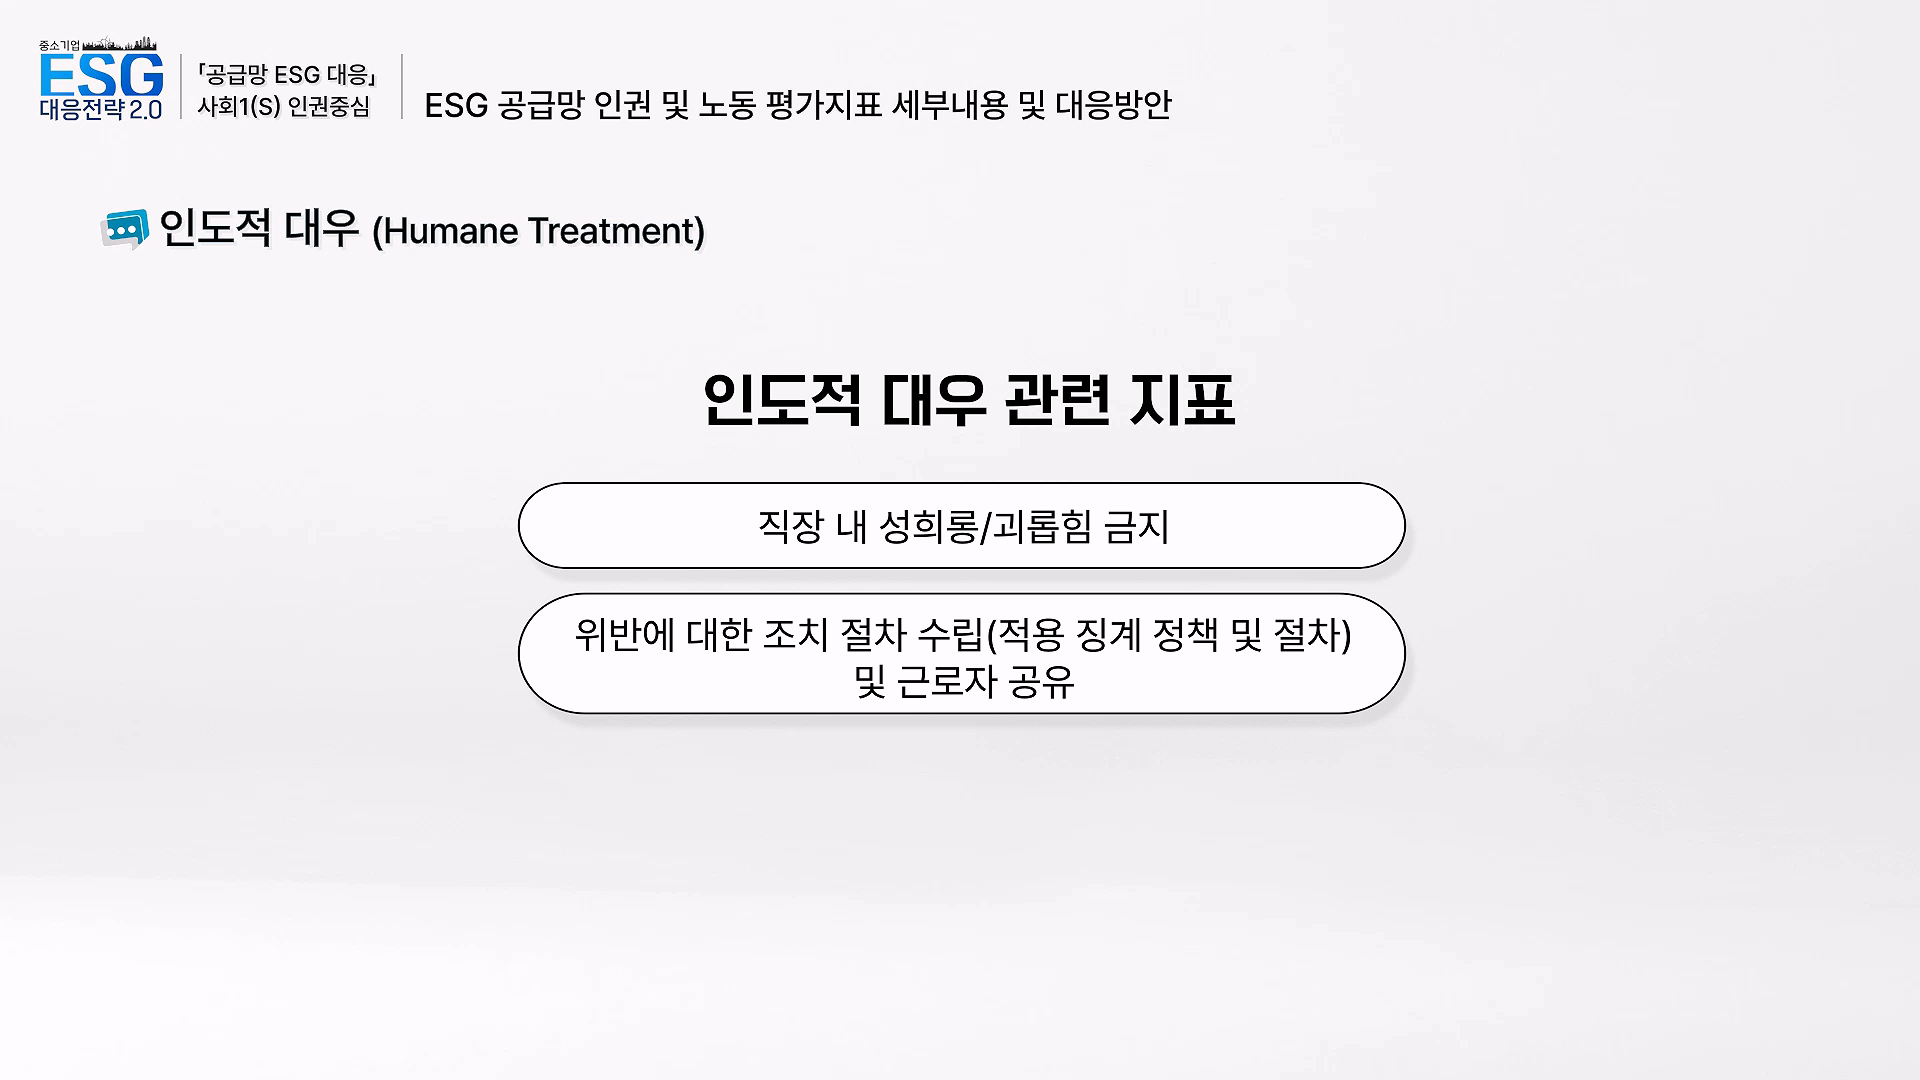 중소기업
ESG
대응전략 2.0
「공급망 ESG 대응」
사회1(S) 인권중심
ESG 공급망 인권 및 노동 평가지표 세부내용 및 대응방안
인도적 대우 (Humane Treatment)
인도적 대우 관련 지표
직장 내 성희롱/괴롭힘 금지
위반에 대한 조치 절차 수립(적용 징계 정책 및 절차)
및 근로자 공유